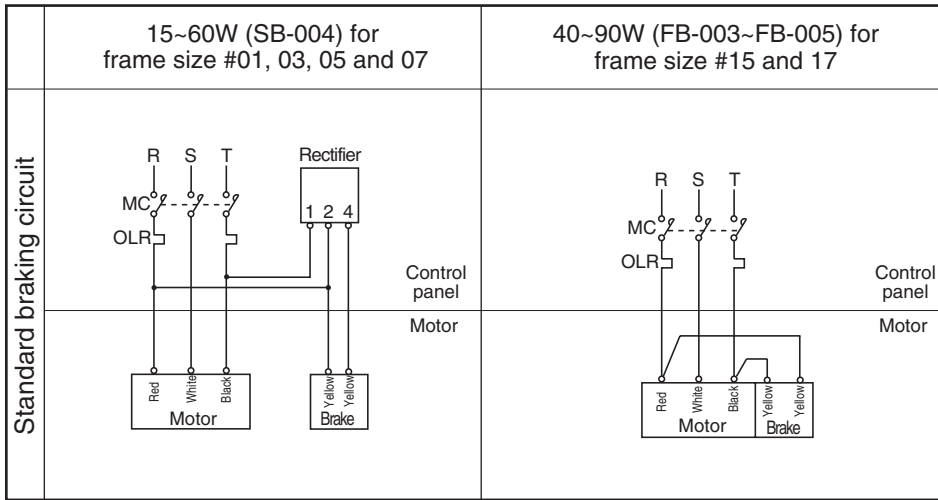 15~60W (SB-004) for
frame size #01, 03, 05 and 07
40~90W (FB-003~FB-005) for
frame size #15 and 17
Standard braking circuit
R S T Rectifier
MC
1 2 4
OLR
Control
panel
Motor
Red White Black Yellow Yellow
Motor Brake
R S T
MC
OLR
Control
panel
Motor
Red White Black Yellow Yellow
Motor Brake